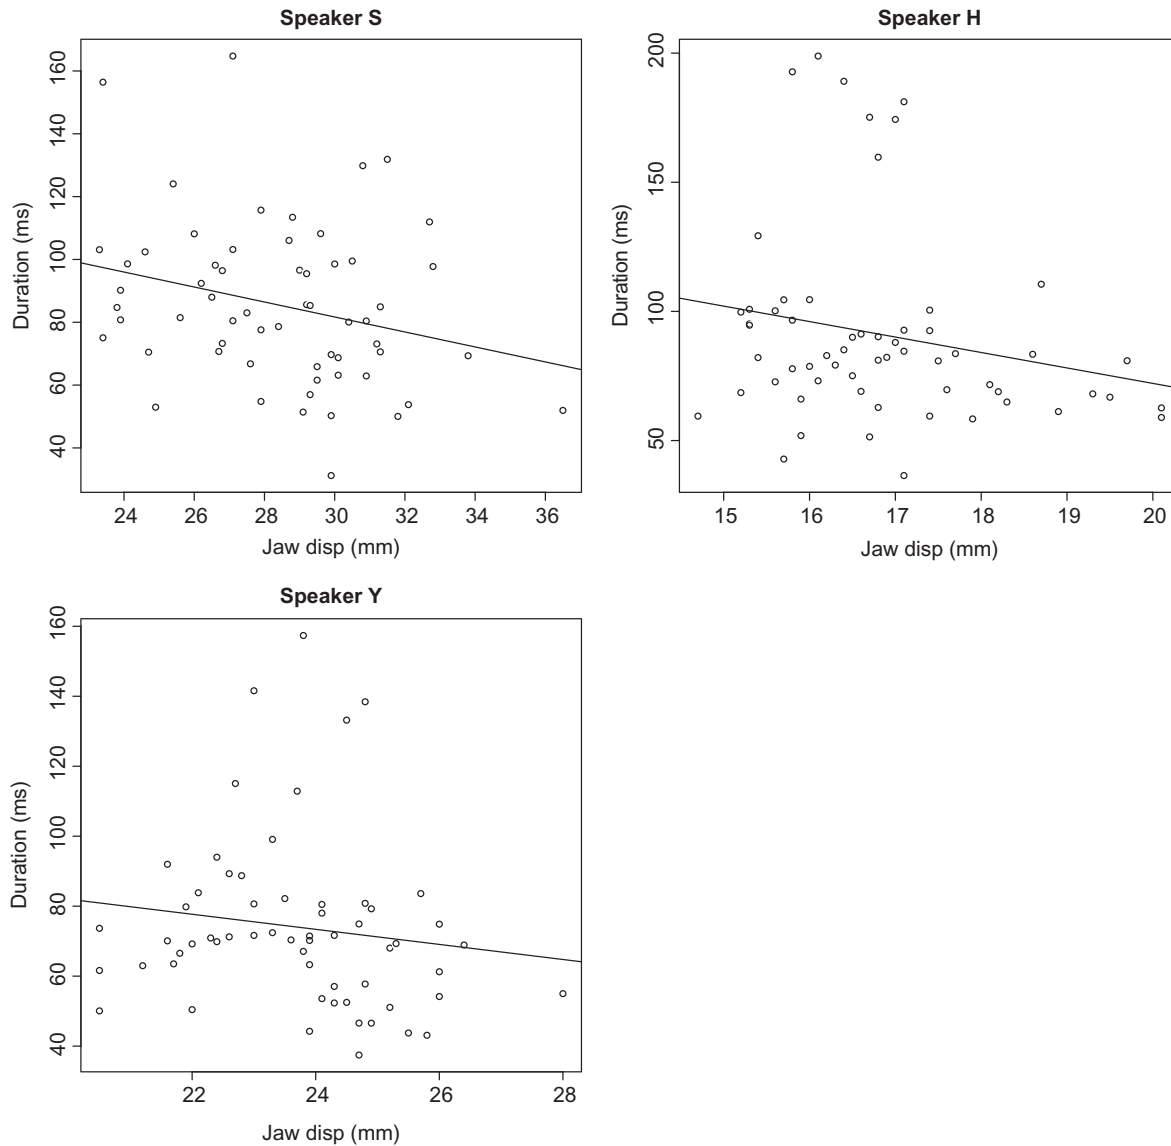 Speaker S
Duration (ms)
160
140
120
100
80
60
40
24 26 28 30 32 34 36
Jaw disp (mm)
Speaker H
Duration (ms)
200
150
100
50
15 16 17 18 19 20
Jaw disp (mm)
Speaker Y
Duration (ms)
160
140
120
100
80
60
40
22 24 26 28
Jaw disp (mm)